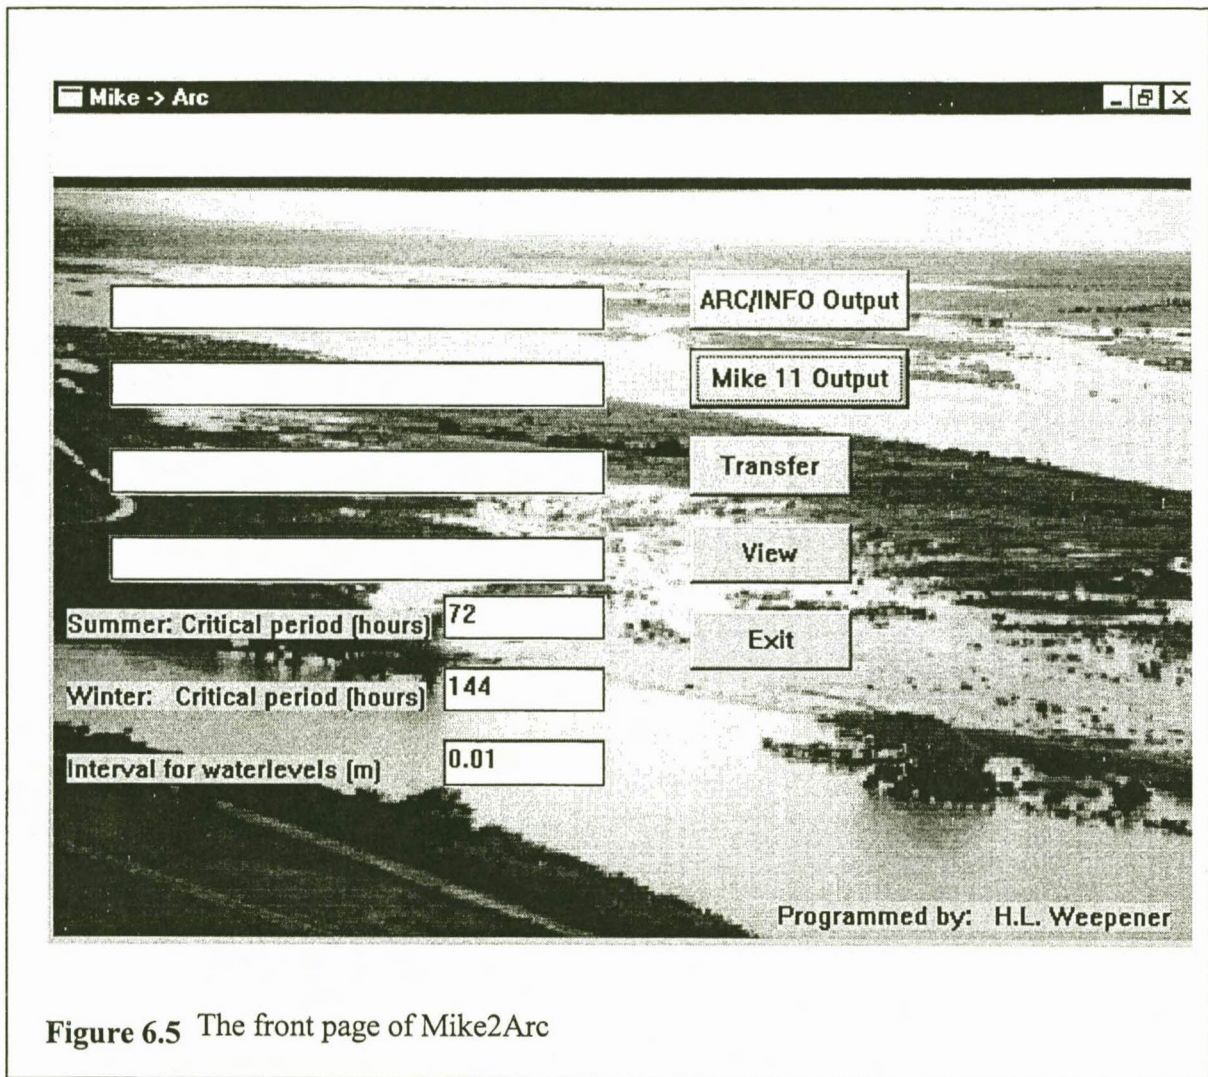 Mike -> Arc
ARC/INFO Output
Mike 11 Output
Transfer
View
Exit
Summer: Critical period (hours) 72
Winter: Critical period (hours) 144
Interval for waterlevels (m) 0.01
Programmed by: H.L. Weepener
Figure 6.5 The front page of Mike2Arc